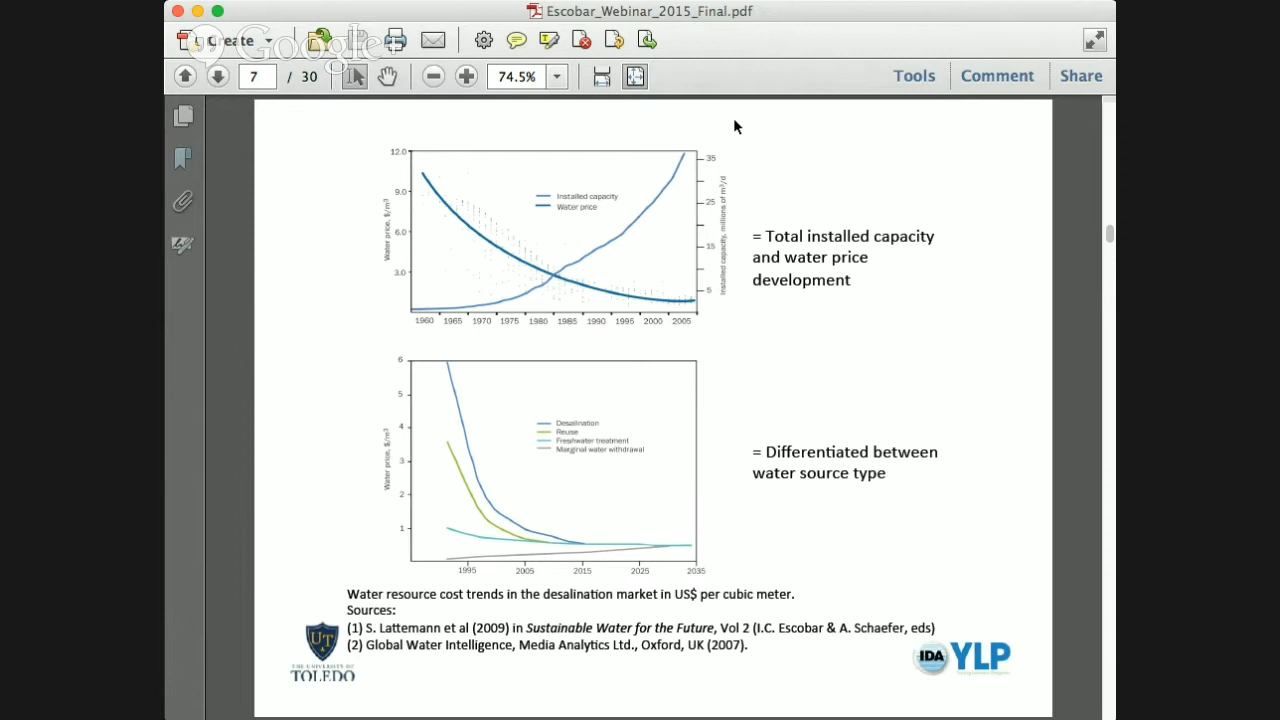 Escobar_Webinar_2015_Final.pdf
Create
Google+
7 / 30
74.5%
Tools
Comment
Share
12.0
9.0
6.0
3.0
Water price, $/m³
Installed capacity
Water price
35
25
15
5
Installed capacity, millions of m³/d
1960 1965 1970 1975 1980 1985 1990 1995 2000 2005
= Total installed capacity
and water price
development
6
5
4
3
2
1
Water price, $/m³
Desalination
Reuse
Freshwater treatment
Marginal water withdrawal
1995 2005 2015 2025 2035
= Differentiated between
water source type
Water resource cost trends in the desalination market in US$ per cubic meter.
Sources:
(1) S. Lattemann et al (2009) in Sustainable Water for the Future, Vol 2 (I.C. Escobar & A. Schaefer, eds)
(2) Global Water Intelligence, Media Analytics Ltd., Oxford, UK (2007).
UT
THE UNIVERSITY OF
TOLEDO
IDA YLP